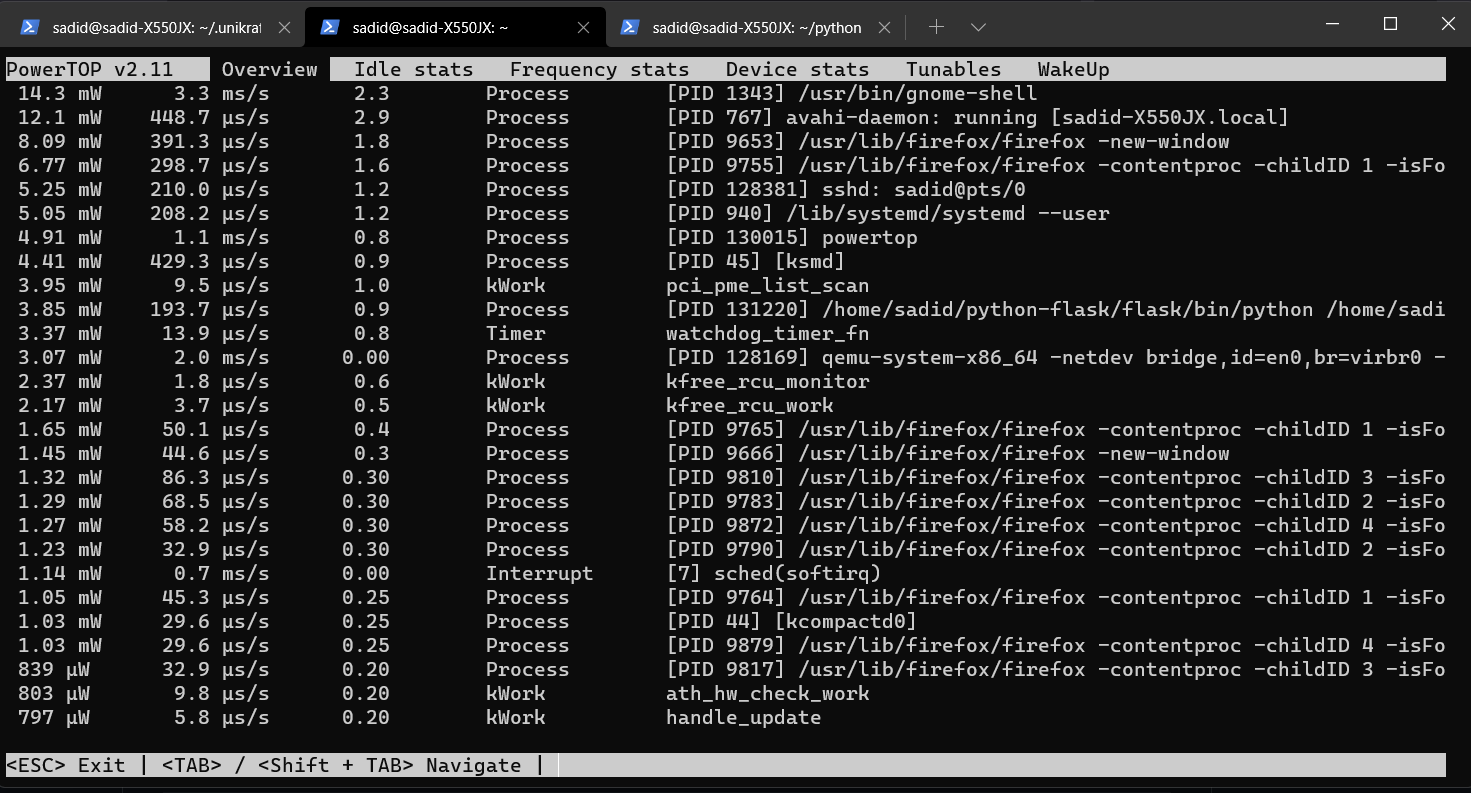 sadid@sadid-X550JX: ~/.unikraf sadid@sadid-X550JX: ~ sadid@sadid-X550JX: ~/python
PowerTOP v2.11 Overview Idle stats Frequency stats Device stats Tunables WakeUp
14.3 mW 3.3 ms/s 2.3 Process [PID 1343] /usr/bin/gnome-shell
12.1 mW 448.7 µs/s 2.9 Process [PID 767] avahi-daemon: running [sadid-X550JX.local]
8.09 mW 391.3 µs/s 1.8 Process [PID 9653] /usr/lib/firefox/firefox -new-window
6.77 mW 298.7 µs/s 1.6 Process [PID 9755] /usr/lib/firefox/firefox -contentproc -childID 1 -isFo
5.25 mW 210.0 µs/s 1.2 Process [PID 128381] sshd: sadid@pts/0
5.05 mW 208.2 µs/s 1.2 Process [PID 940] /lib/systemd/systemd --user
4.91 mW 1.1 ms/s 0.8 Process [PID 130015] powertop
4.41 mW 429.3 µs/s 0.9 Process [PID 45] [ksmd]
3.95 mW 9.5 µs/s 1.0 kWork pci_pme_list_scan
3.85 mW 193.7 µs/s 0.9 Process [PID 131220] /home/sadid/python-flask/flask/bin/python /home/sadi
3.37 mW 13.9 µs/s 0.8 Timer watchdog_timer_fn
3.07 mW 2.0 ms/s 0.00 Process [PID 128169] qemu-system-x86_64 -netdev bridge,id=en0,br=virbr0 -
2.37 mW 1.8 µs/s 0.6 kWork kfree_rcu_monitor
2.17 mW 3.7 µs/s 0.5 kWork kfree_rcu_work
1.65 mW 50.1 µs/s 0.4 Process [PID 9765] /usr/lib/firefox/firefox -contentproc -childID 1 -isFo
1.45 mW 44.6 µs/s 0.3 Process [PID 9666] /usr/lib/firefox/firefox -new-window
1.32 mW 86.3 µs/s 0.30 Process [PID 9810] /usr/lib/firefox/firefox -contentproc -childID 3 -isFo
1.29 mW 68.5 µs/s 0.30 Process [PID 9783] /usr/lib/firefox/firefox -contentproc -childID 2 -isFo
1.27 mW 58.2 µs/s 0.30 Process [PID 9872] /usr/lib/firefox/firefox -contentproc -childID 4 -isFo
1.23 mW 32.9 µs/s 0.30 Process [PID 9790] /usr/lib/firefox/firefox -contentproc -childID 2 -isFo
1.14 mW 0.7 ms/s 0.00 Interrupt [7] sched(softirq)
1.05 mW 45.3 µs/s 0.25 Process [PID 9764] /usr/lib/firefox/firefox -contentproc -childID 1 -isFo
1.03 mW 29.6 µs/s 0.25 Process [PID 44] [kcompactd0]
1.03 mW 29.6 µs/s 0.25 Process [PID 9879] /usr/lib/firefox/firefox -contentproc -childID 4 -isFo
839 µW 32.9 µs/s 0.20 Process [PID 9817] /usr/lib/firefox/firefox -contentproc -childID 3 -isFo
803 µW 9.8 µs/s 0.20 kWork ath_hw_check_work
797 µW 5.8 µs/s 0.20 kWork handle_update
<ESC> Exit | <TAB> / <Shift + TAB> Navigate |